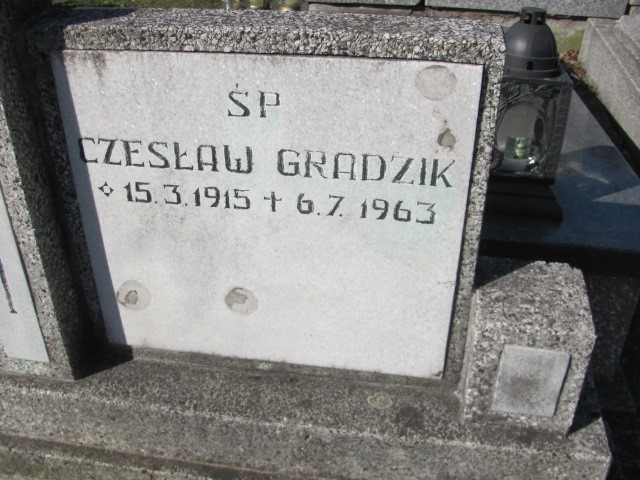 ŚP
CZESŁAW GRADZIK
✧ 15.3.1915 ✝ 6.7.1963